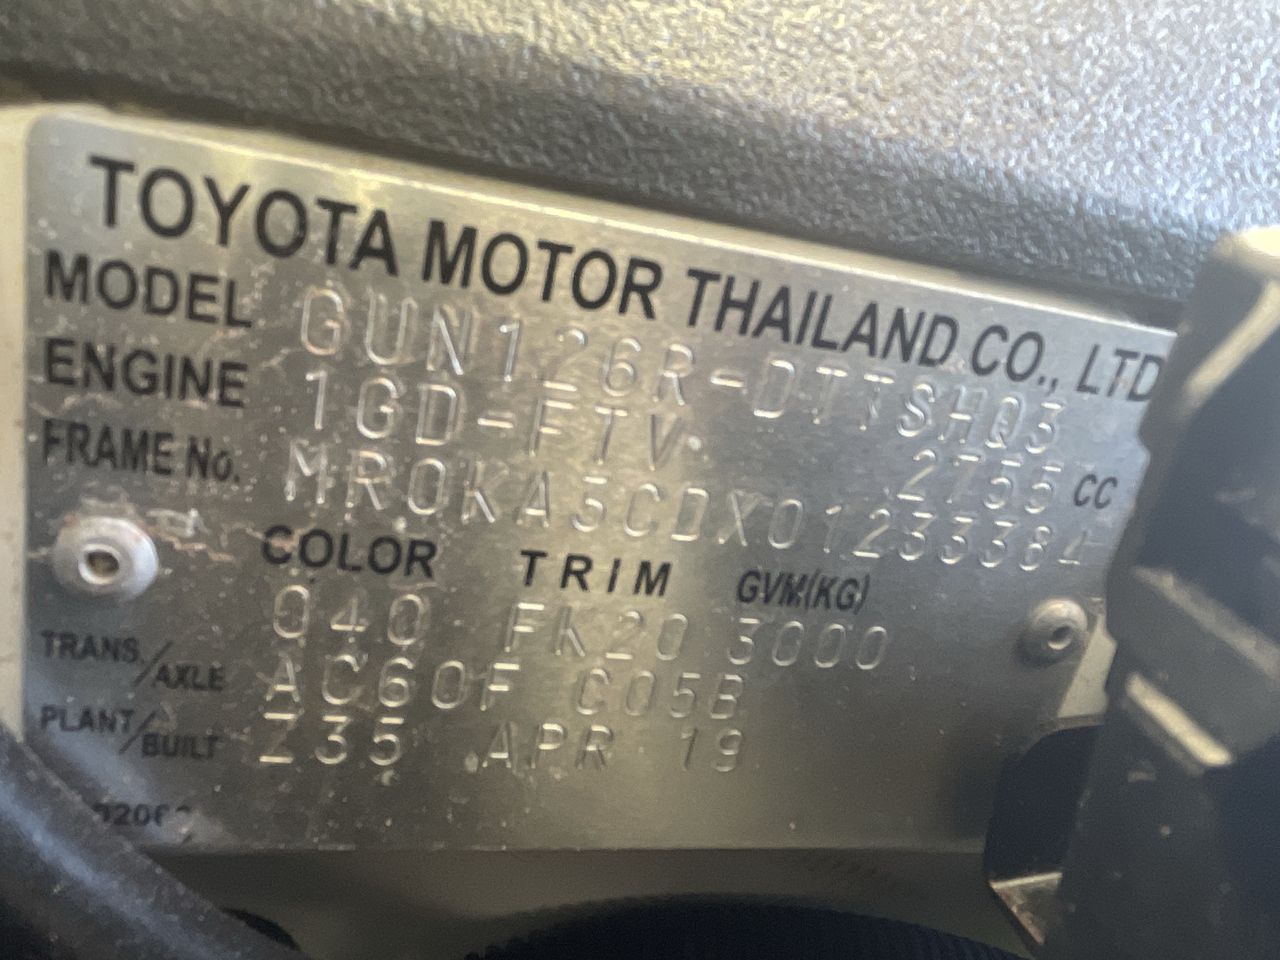 TOYOTA MOTOR THAILAND CO., LTD
MODEL GUN126R-DTTSHQ3
ENGINE 1GD-FTV 2755 CC
FRAME No. MR0KA3CDX01233384
COLOR TRIM GVM(KG)
040 FK20 3000
TRANS./AXLE AC60F C05B
PLANT/BUILT Z35 APR 19